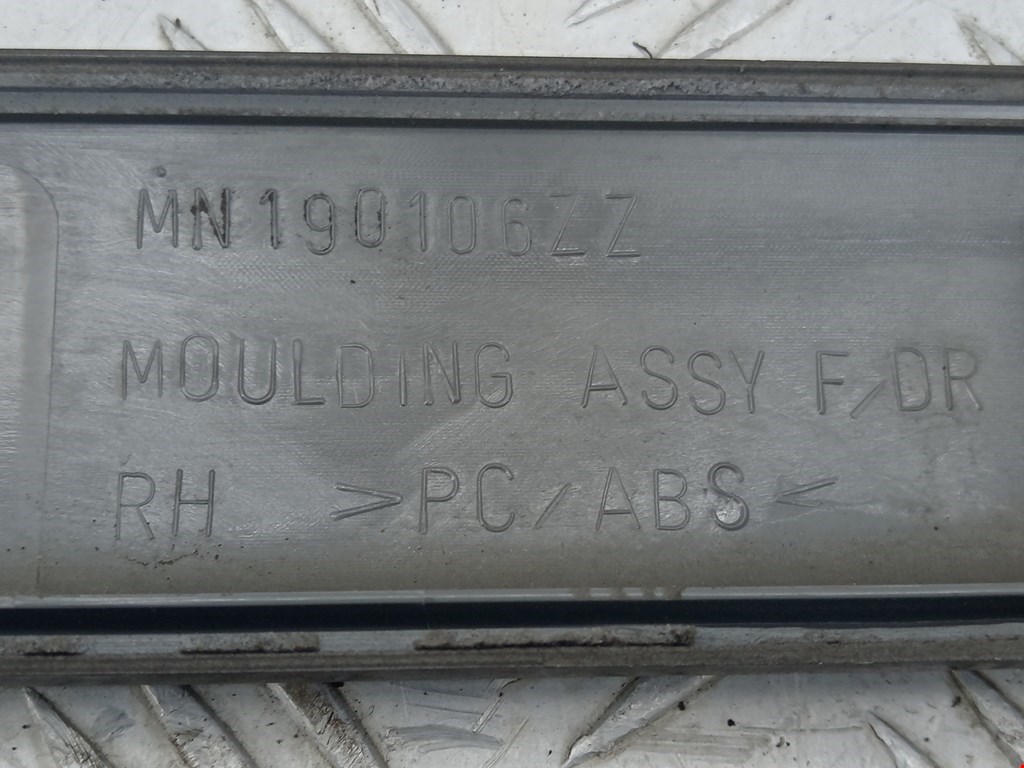 MN190106ZZ
MOULDING ASSY F/DR
RH >PC/ABS<